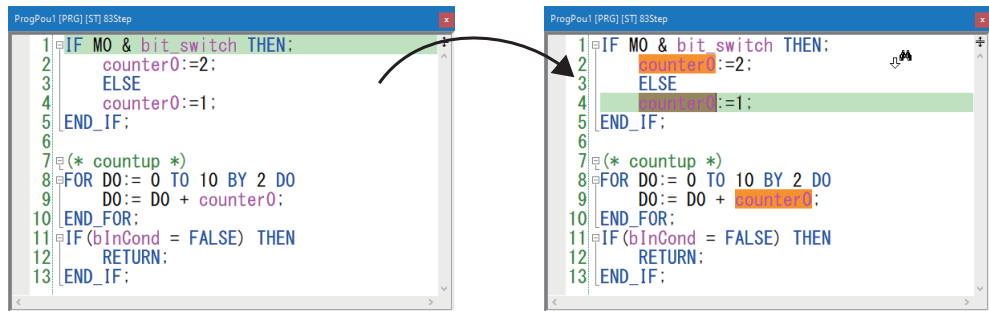 ProgPou1 [PRG] [ST] 83Step
1 IF M0 & bit_switch THEN;
2 counter0:=2;
3 ELSE
4 counter0:=1;
5 END_IF;
6
7 (* countup *)
8 FOR D0:= 0 TO 10 BY 2 DO
9 D0:= D0 + counter0;
10 END_FOR;
11 IF(bInCond = FALSE) THEN
12 RETURN;
13 END_IF;
ProgPou1 [PRG] [ST] 83Step
1 IF M0 & bit_switch THEN;
2 counter0:=2;
3 ELSE
4 counter0:=1;
5 END_IF;
6
7 (* countup *)
8 FOR D0:= 0 TO 10 BY 2 DO
9 D0:= D0 + counter0;
10 END_FOR;
11 IF(bInCond = FALSE) THEN
12 RETURN;
13 END_IF;